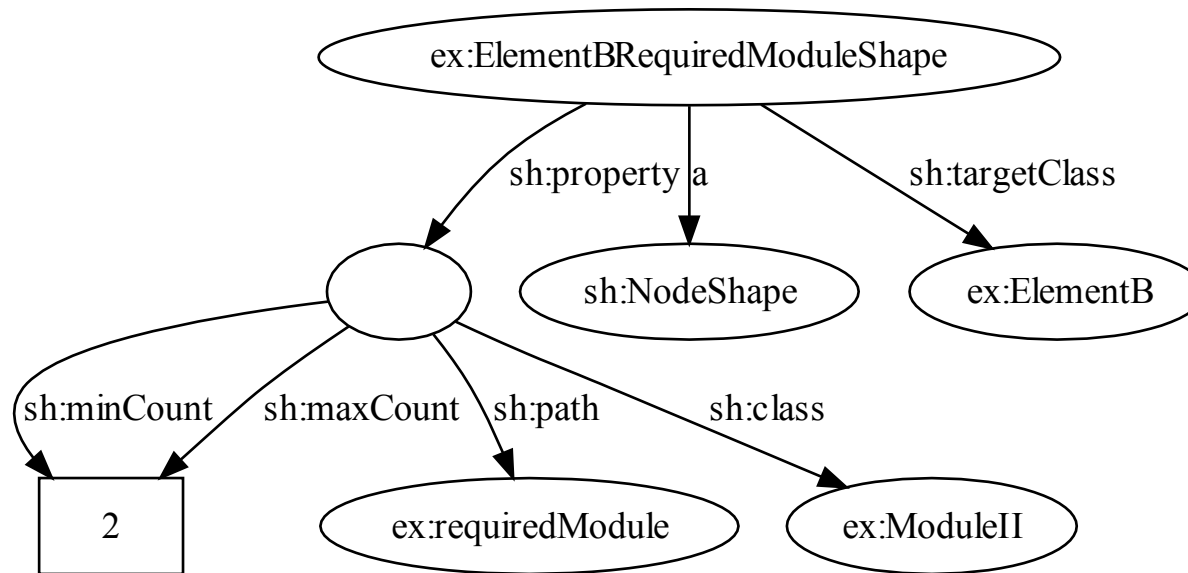 ex:ElementBRequiredModuleShape
sh:property a sh:targetClass
sh:NodeShape ex:ElementB
sh:minCount sh:maxCount sh:path sh:class
2 ex:requiredModule ex:ModuleII